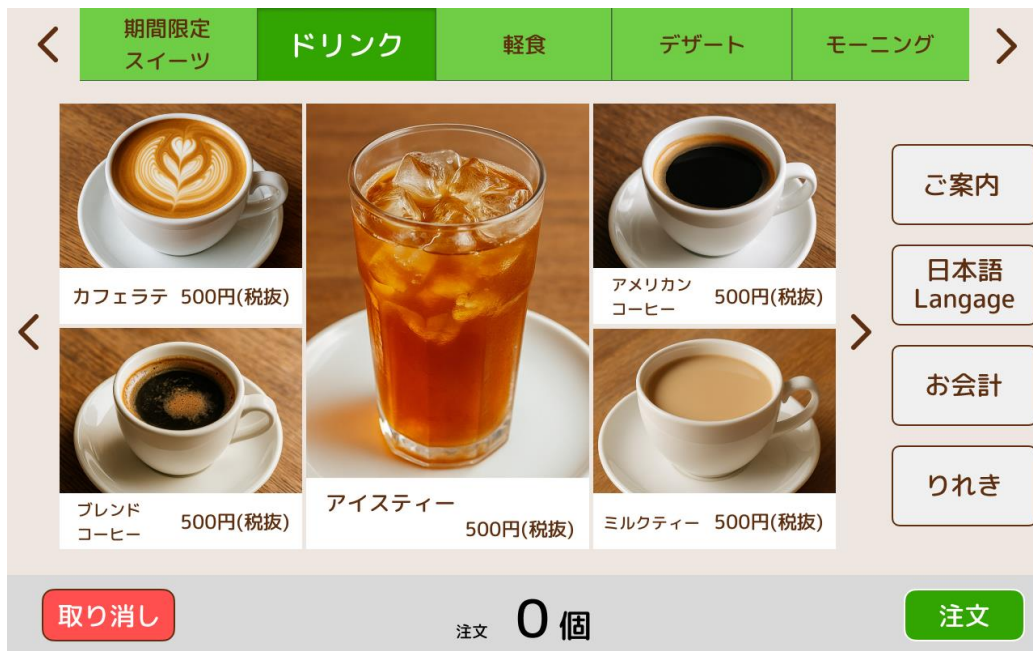 期間限定
スイーツ
ドリンク
軽食
デザート
モーニング
カフェラテ 500円(税抜)
アメリカン
コーヒー
500円(税抜)
ブレンド
コーヒー
500円(税抜)
アイスティー
500円(税抜)
ミルクティー 500円(税抜)
ご案内
日本語
Langage
お会計
りれき
取り消し
注文 0個
注文